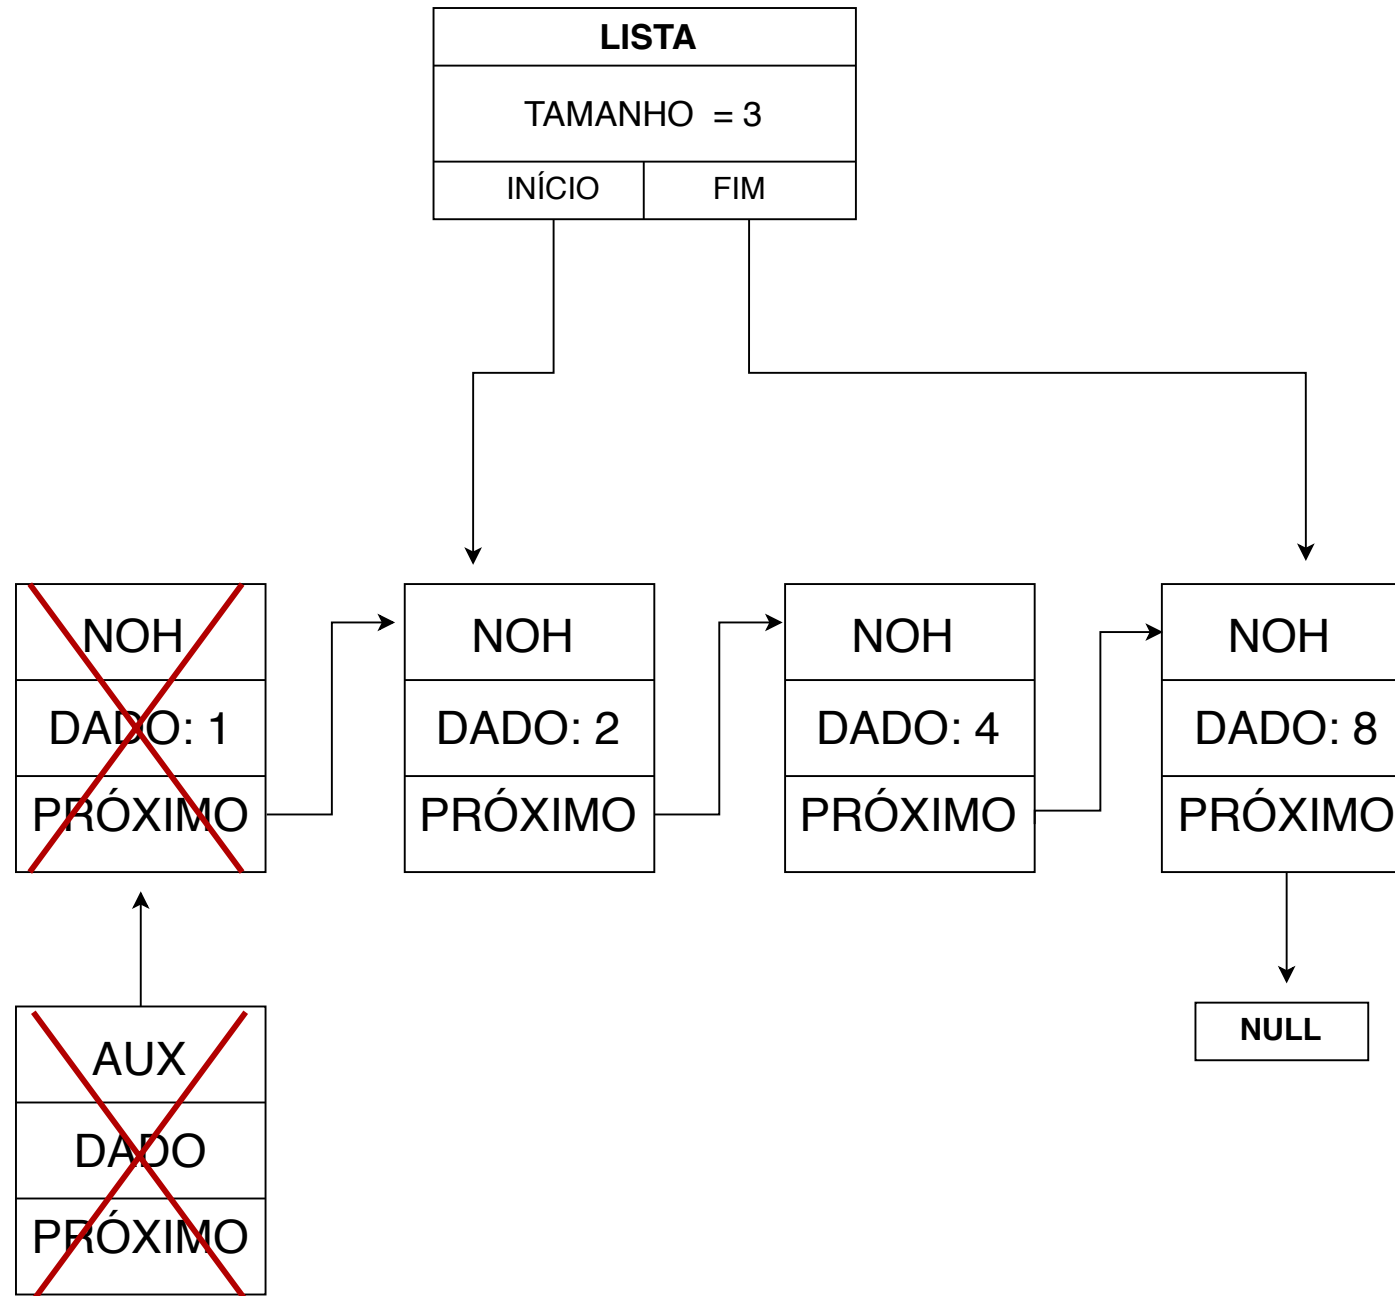 LISTA
TAMANHO = 3
INÍCIO FIM
NOH NOH NOH NOH
DADO: 1 DADO: 2 DADO: 4 DADO: 8
PRÓXIMO PRÓXIMO PRÓXIMO PRÓXIMO
AUX
NULL
DADO
PRÓXIMO